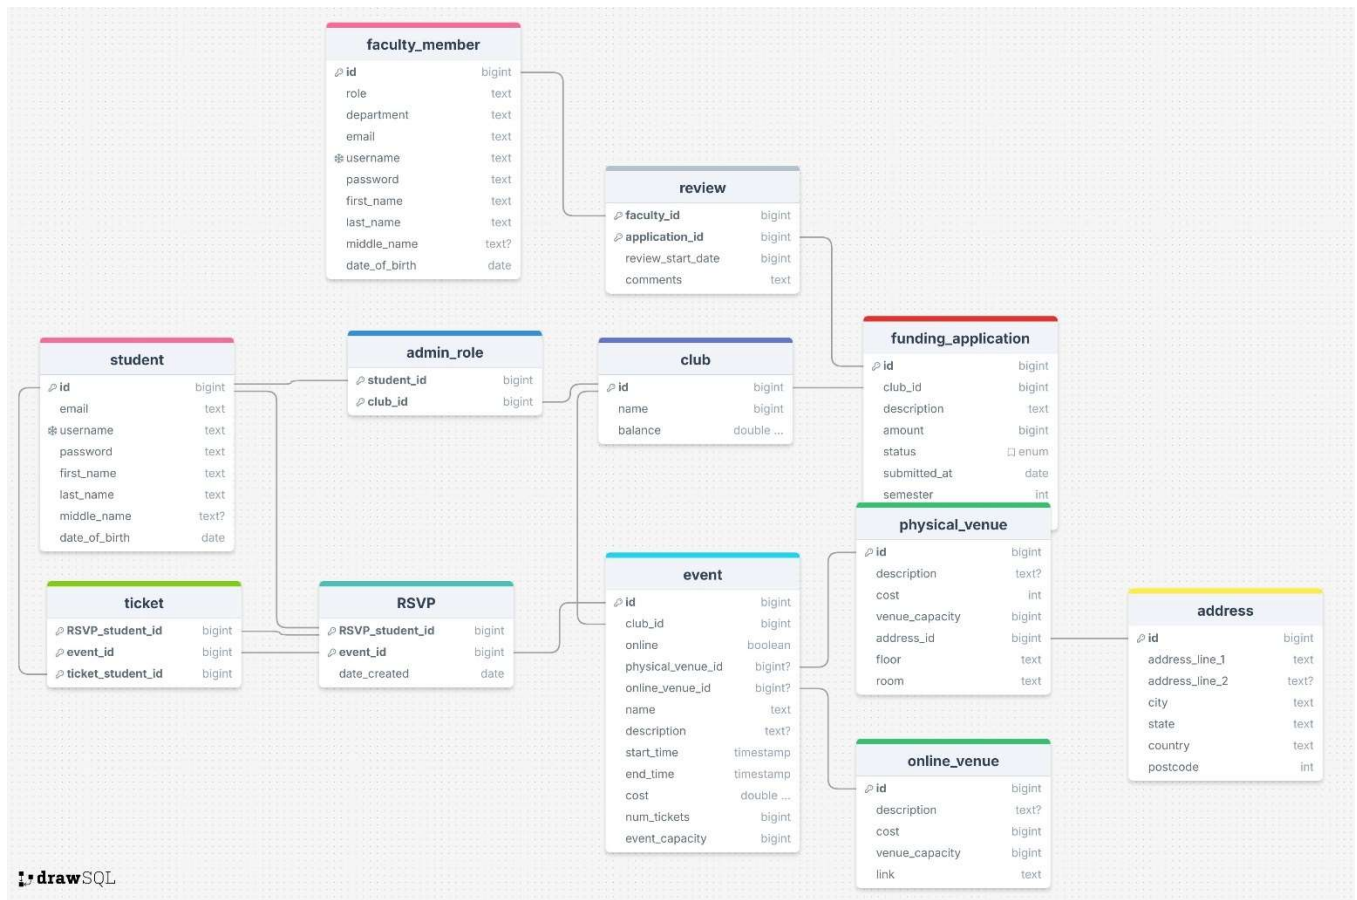 faculty_member
id bigint
role text
department text
email text
username text
password text
first_name text
last_name text
middle_name text?
date_of_birth date
review
faculty_id bigint
application_id bigint
review_start_date bigint
comments text
funding_application
id bigint
club_id bigint
description text
amount bigint
status enum
submitted_at date
semester int
student
id bigint
email text
username text
password text
first_name text
last_name text
middle_name text?
date_of_birth date
admin_role
student_id bigint
club_id bigint
club
id bigint
name bigint
balance double ...
ticket
RSVP_student_id bigint
event_id bigint
ticket_student_id bigint
RSVP
RSVP_student_id bigint
event_id bigint
date_created date
event
id bigint
club_id bigint
online boolean
physical_venue_id bigint?
online_venue_id bigint?
name text
description text?
start_time timestamp
end_time timestamp
cost double ...
num_tickets bigint
event_capacity bigint
physical_venue
id bigint
description text?
cost int
venue_capacity bigint
address_id bigint
floor text
room text
address
id bigint
address_line_1 text
address_line_2 text?
city text
state text
country text
postcode int
online_venue
id bigint
description text?
cost bigint
venue_capacity bigint
link text
drawSQL